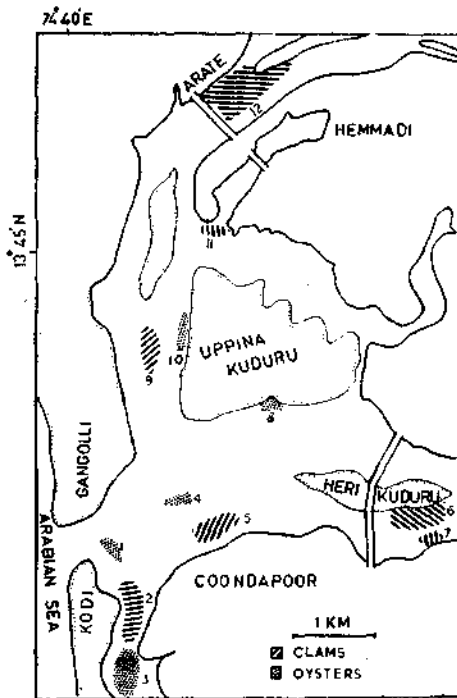 74° 40' E
ARATE
12
HEMMADI
11
13° 45' N
UPPINA
KUDURU
10
9
8
GANGOLLI
HERI KUDURU
4
5
6
7
ARABIAN SEA
1
COONDAPOOR
KODI
2
1 KM
CLAMS
3
OYSTERS